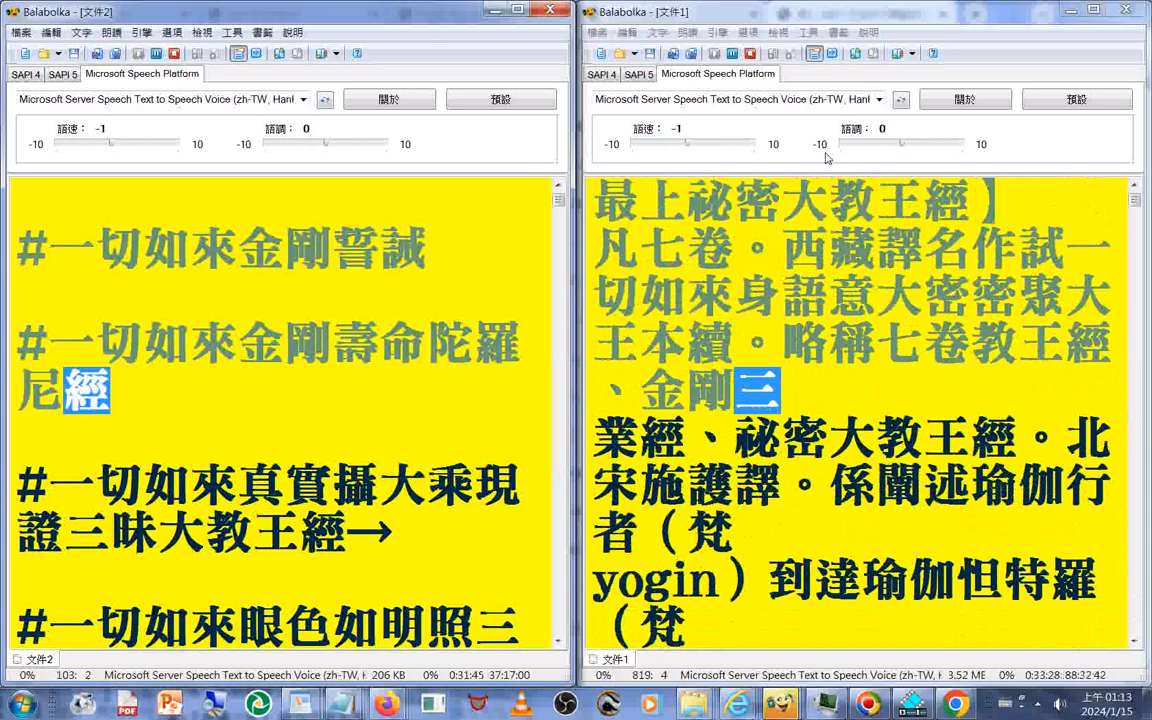 Balabolka - [文件2]
檔案 編輯 文字 朗讀 引擎 選項 檢視 工具 書籤 說明
SAPI 4 SAPI 5 Microsoft Speech Platform
Microsoft Server Speech Text to Speech Voice (zh-TW, Hanl
關於 預設
語速： -1 語調： 0
-10 10 -10 10
#一切如來金剛誓誡
#一切如來金剛壽命陀羅
尼經
#一切如來真實攝大乘現
證三昧大教王經→
#一切如來眼色如明照三
文件2
0% 103: 2 Microsoft Server Speech Text to Speech Voice (zh-TW, H 206 KB 0% 0:31:45 37:17:00
Balabolka - [文件1]
檔案 編輯 文字 朗讀 引擎 選項 檢視 工具 書籤 說明
SAPI 4 SAPI 5 Microsoft Speech Platform
Microsoft Server Speech Text to Speech Voice (zh-TW, Hanl
關於 預設
語速： -1 語調： 0
-10 10 -10 10
最上祕密大教王經】
凡七卷。西藏譯名作試一
切如來身語意大密密聚大
王本續。略稱七卷教王經
、金剛三
業經、祕密大教王經。北
宋施護譯。係闡述瑜伽行
者（梵
yogin）到達瑜伽怛特羅
（梵
文件1
0% 819: 4 Microsoft Server Speech Text to Speech Voice (zh-TW, H 3.52 MB 0% 0:33:28 88:32:42
上午 01:13
2024/1/15